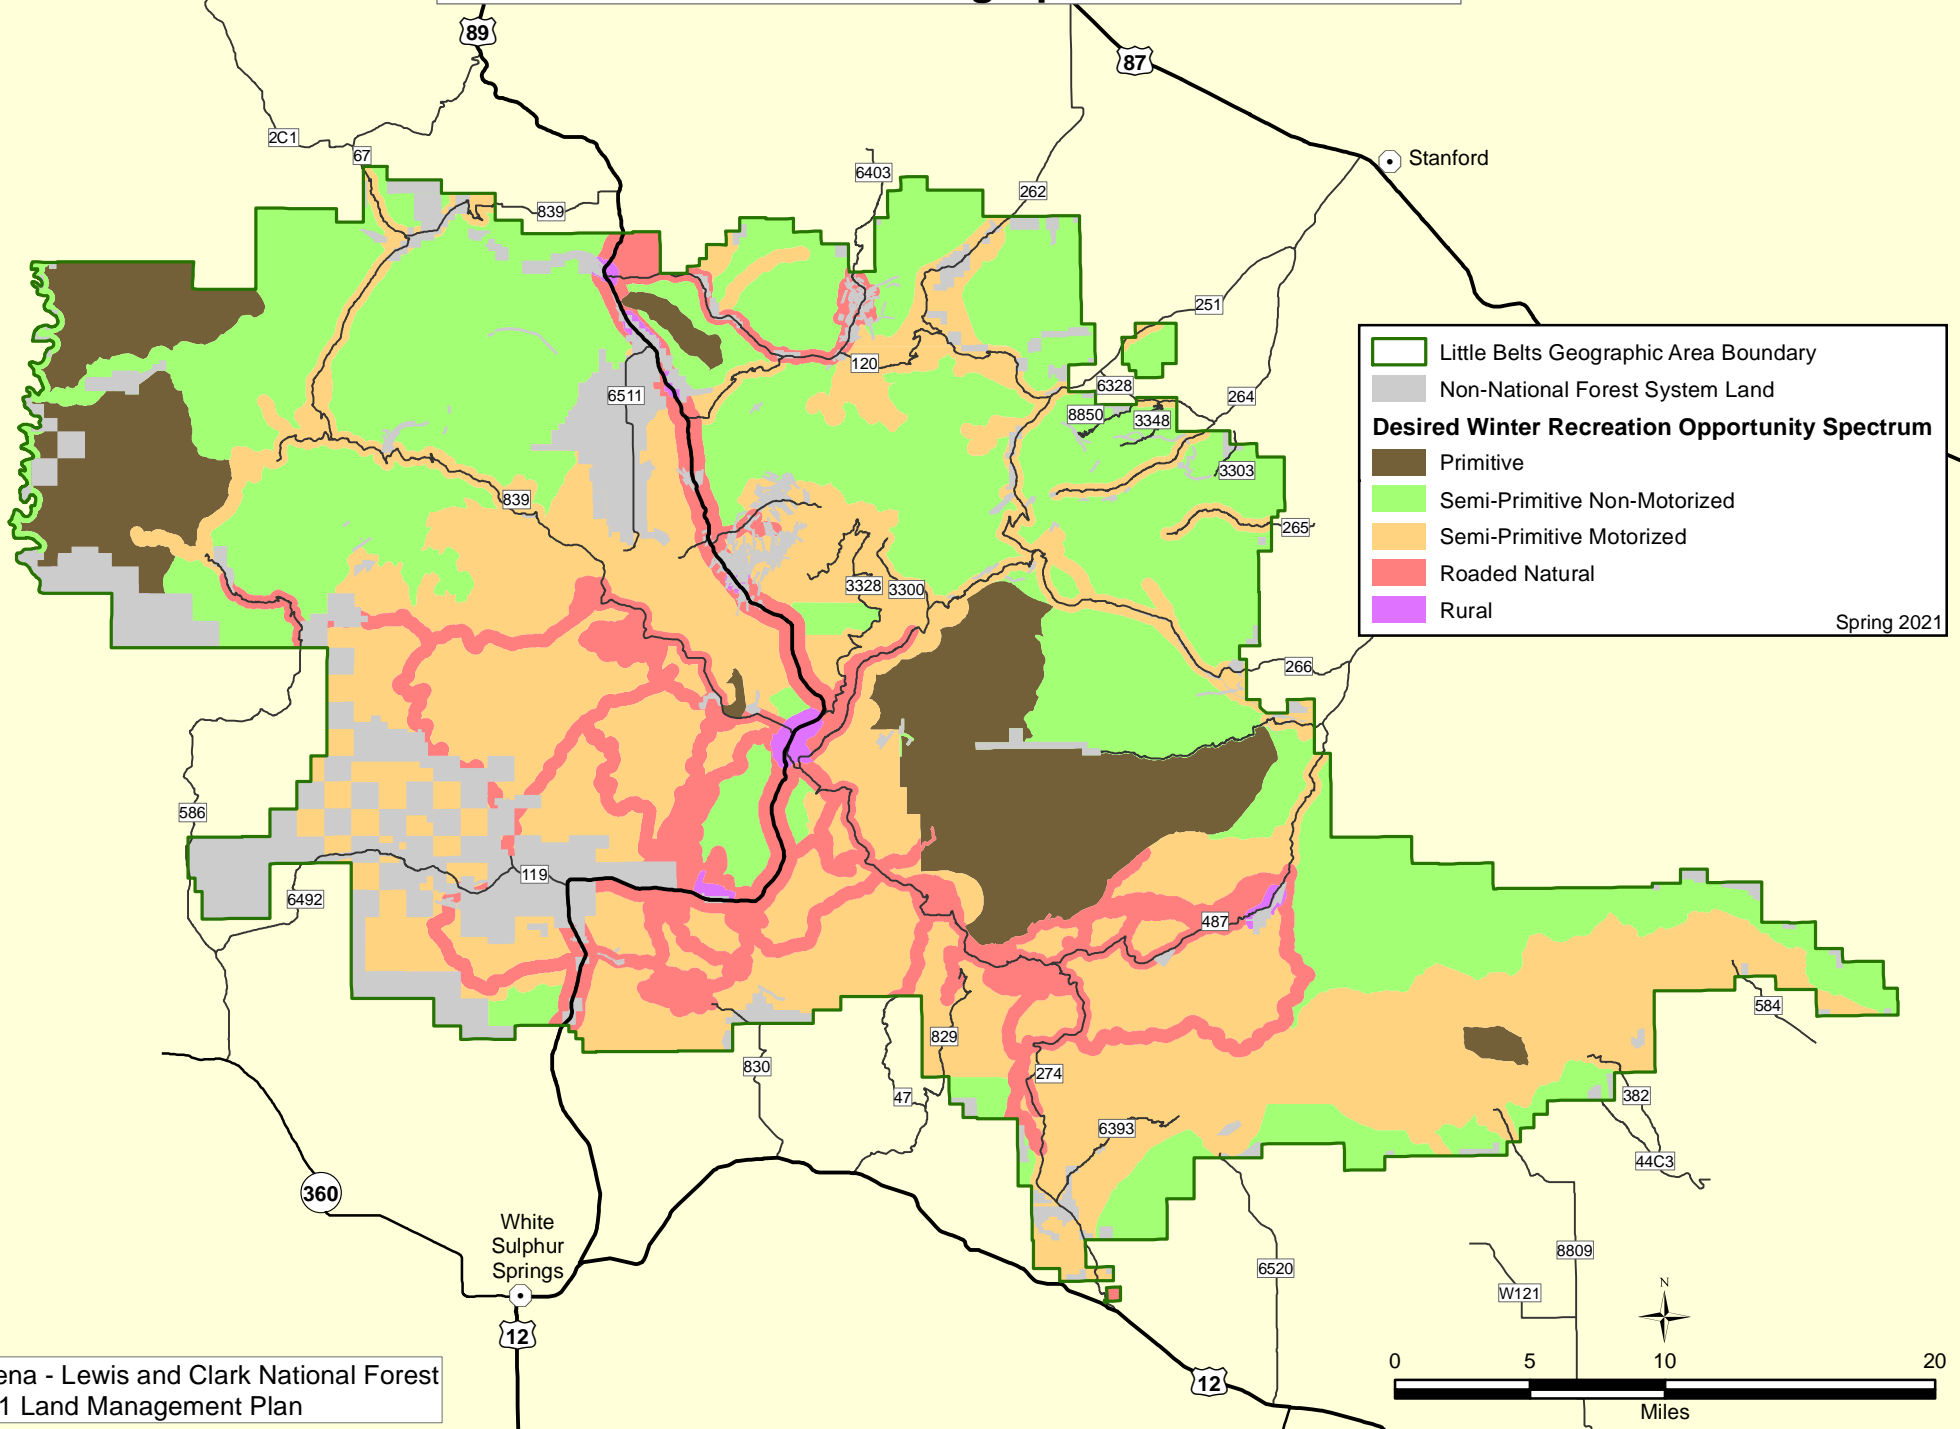 89
87
2C1
67
839
6403
262
Stanford
251
120
6511
6328
264
8850
3348
3303
839
265
3328
3300
266
586
119
6492
487
584
829
830
274
47
382
6393
44C3
360
White
Sulphur
Springs
8809
6520
W121
12
12
Little Belts Geographic Area Boundary
Non-National Forest System Land
Desired Winter Recreation Opportunity Spectrum
Primitive
Semi-Primitive Non-Motorized
Semi-Primitive Motorized
Roaded Natural
Rural
Spring 2021
N
0 5 10 20
Miles
ena - Lewis and Clark National Forest
1 Land Management Plan